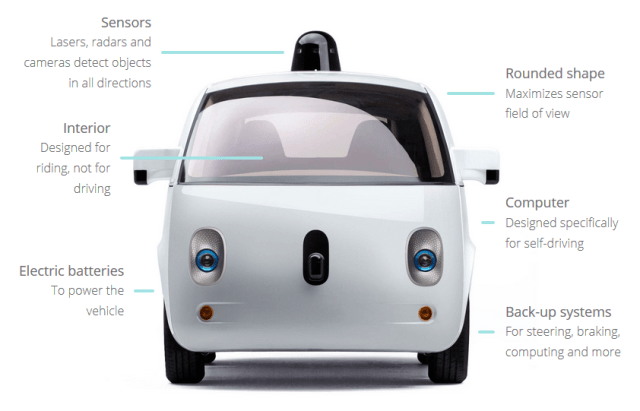 Sensors
Lasers, radars and
cameras detect objects
in all directions
Interior
Designed for
riding, not for
driving
Electric batteries
To power the
vehicle
Rounded shape
Maximizes sensor
field of view
Computer
Designed specifically
for self-driving
Back-up systems
For steering, braking,
computing and more